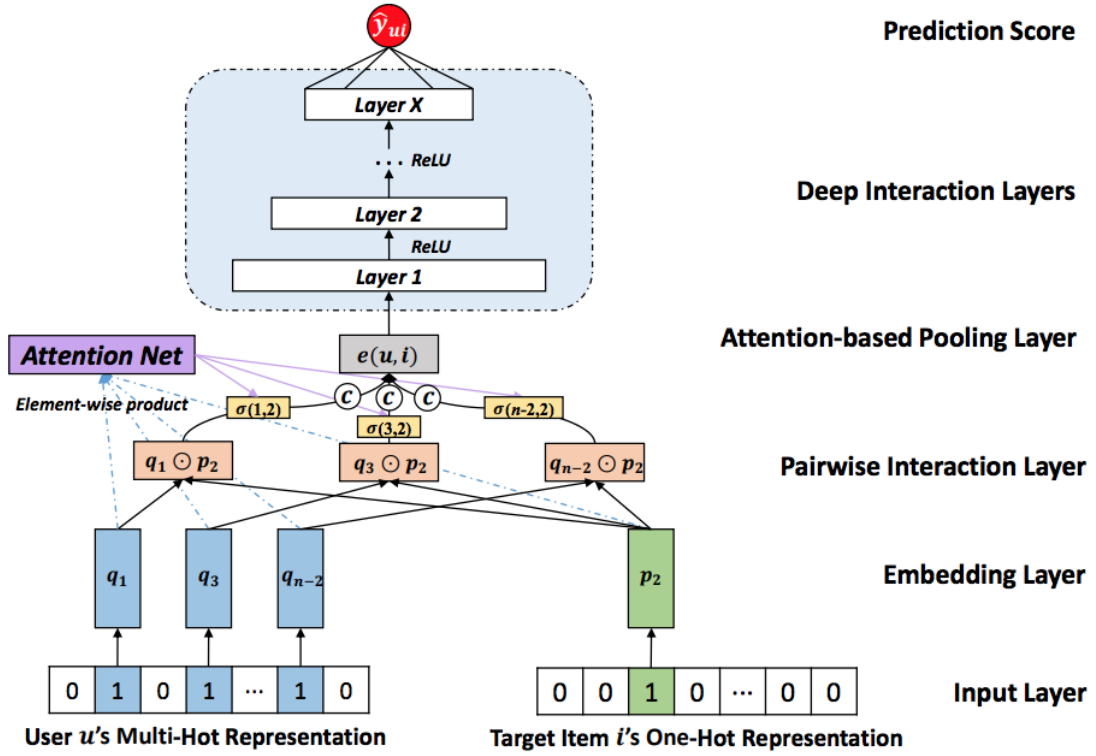 ŷ_ui
Prediction Score
Layer X
... ReLU
Deep Interaction Layers
Layer 2
ReLU
Layer 1
Attention-based Pooling Layer
Attention Net
e(u, i)
C C C
Element-wise product
σ(1,2)
σ(3,2)
σ(n-2,2)
q₁ ⊙ p₂
q₃ ⊙ p₂
qₙ₋₂ ⊙ p₂
Pairwise Interaction Layer
q₁
q₃
qₙ₋₂
p₂
Embedding Layer
0 1 0 1 ... 1 0
0 0 1 0 ... 0 0
Input Layer
User u's Multi-Hot Representation
Target Item i's One-Hot Representation